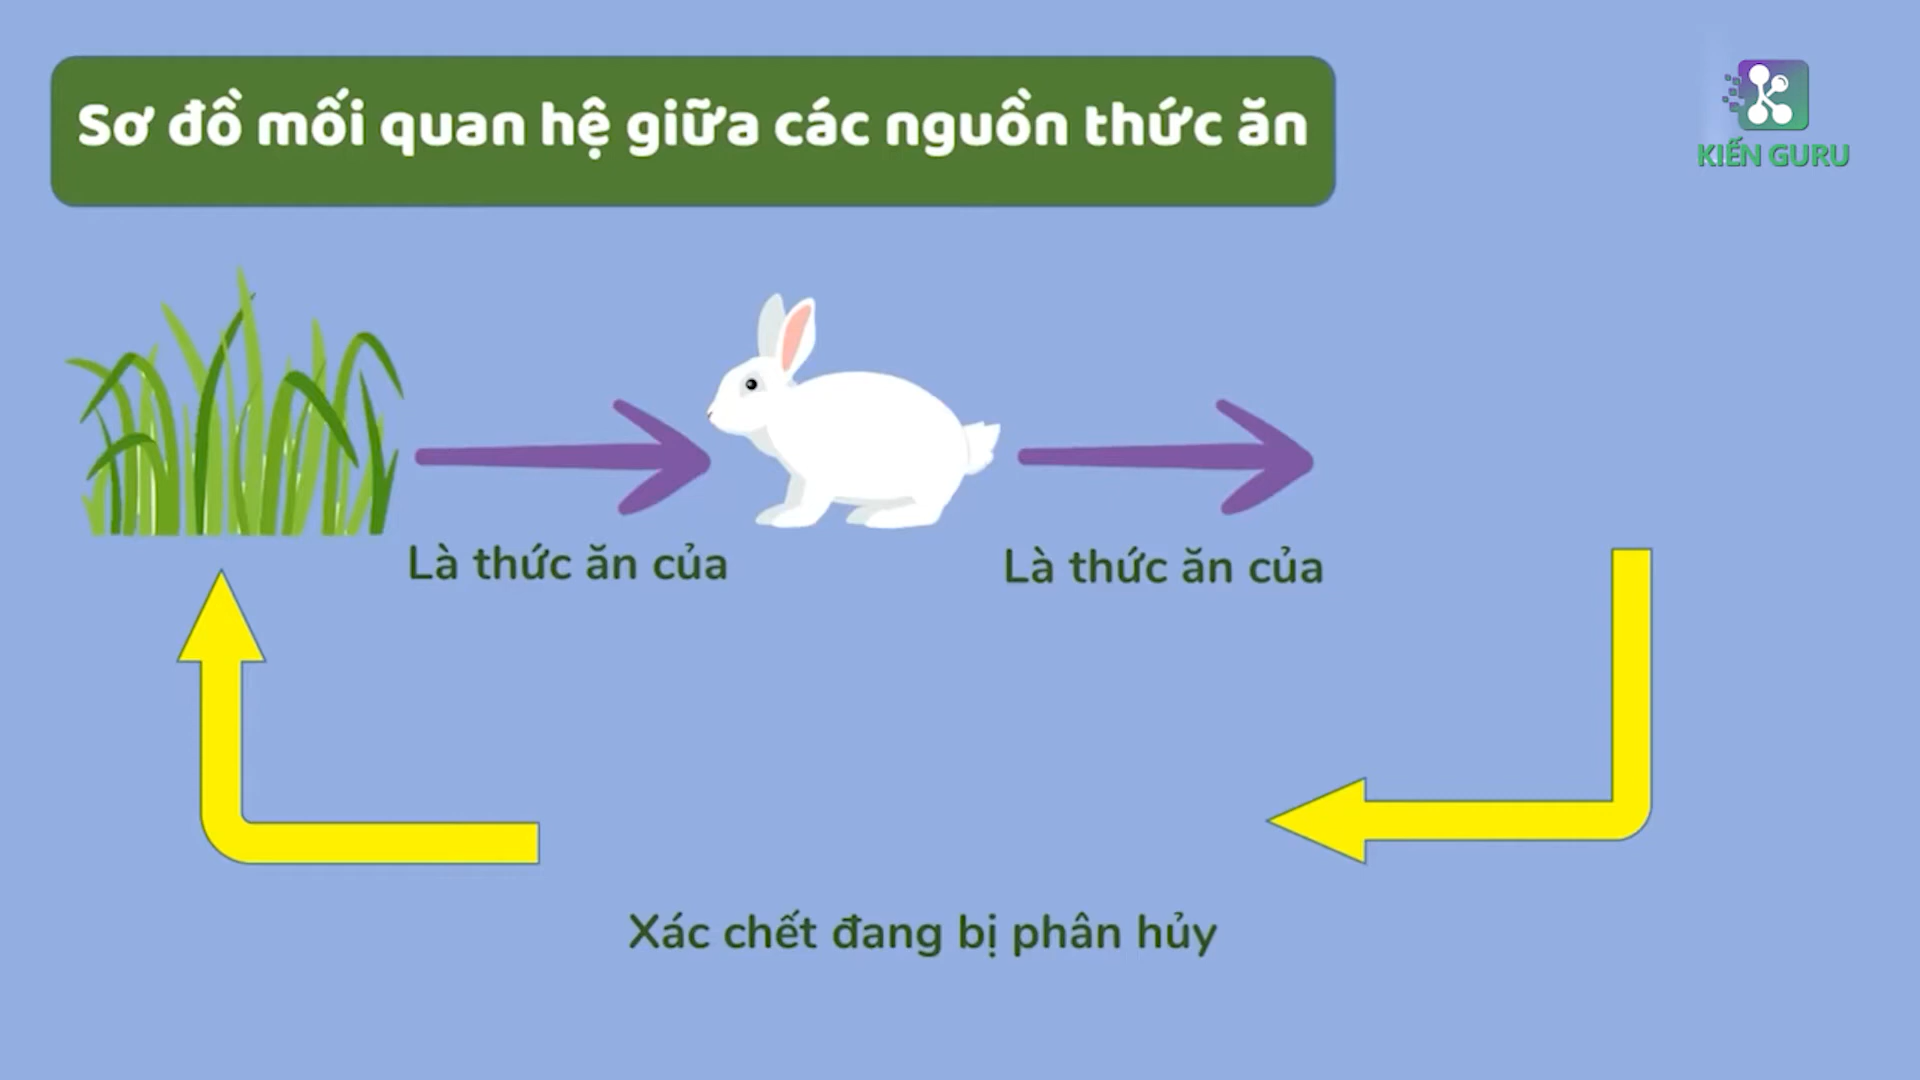 Sơ đồ mối quan hệ giữa các nguồn thức ăn
KIẾN GURU
Là thức ăn của
Là thức ăn của
Xác chết đang bị phân hủy